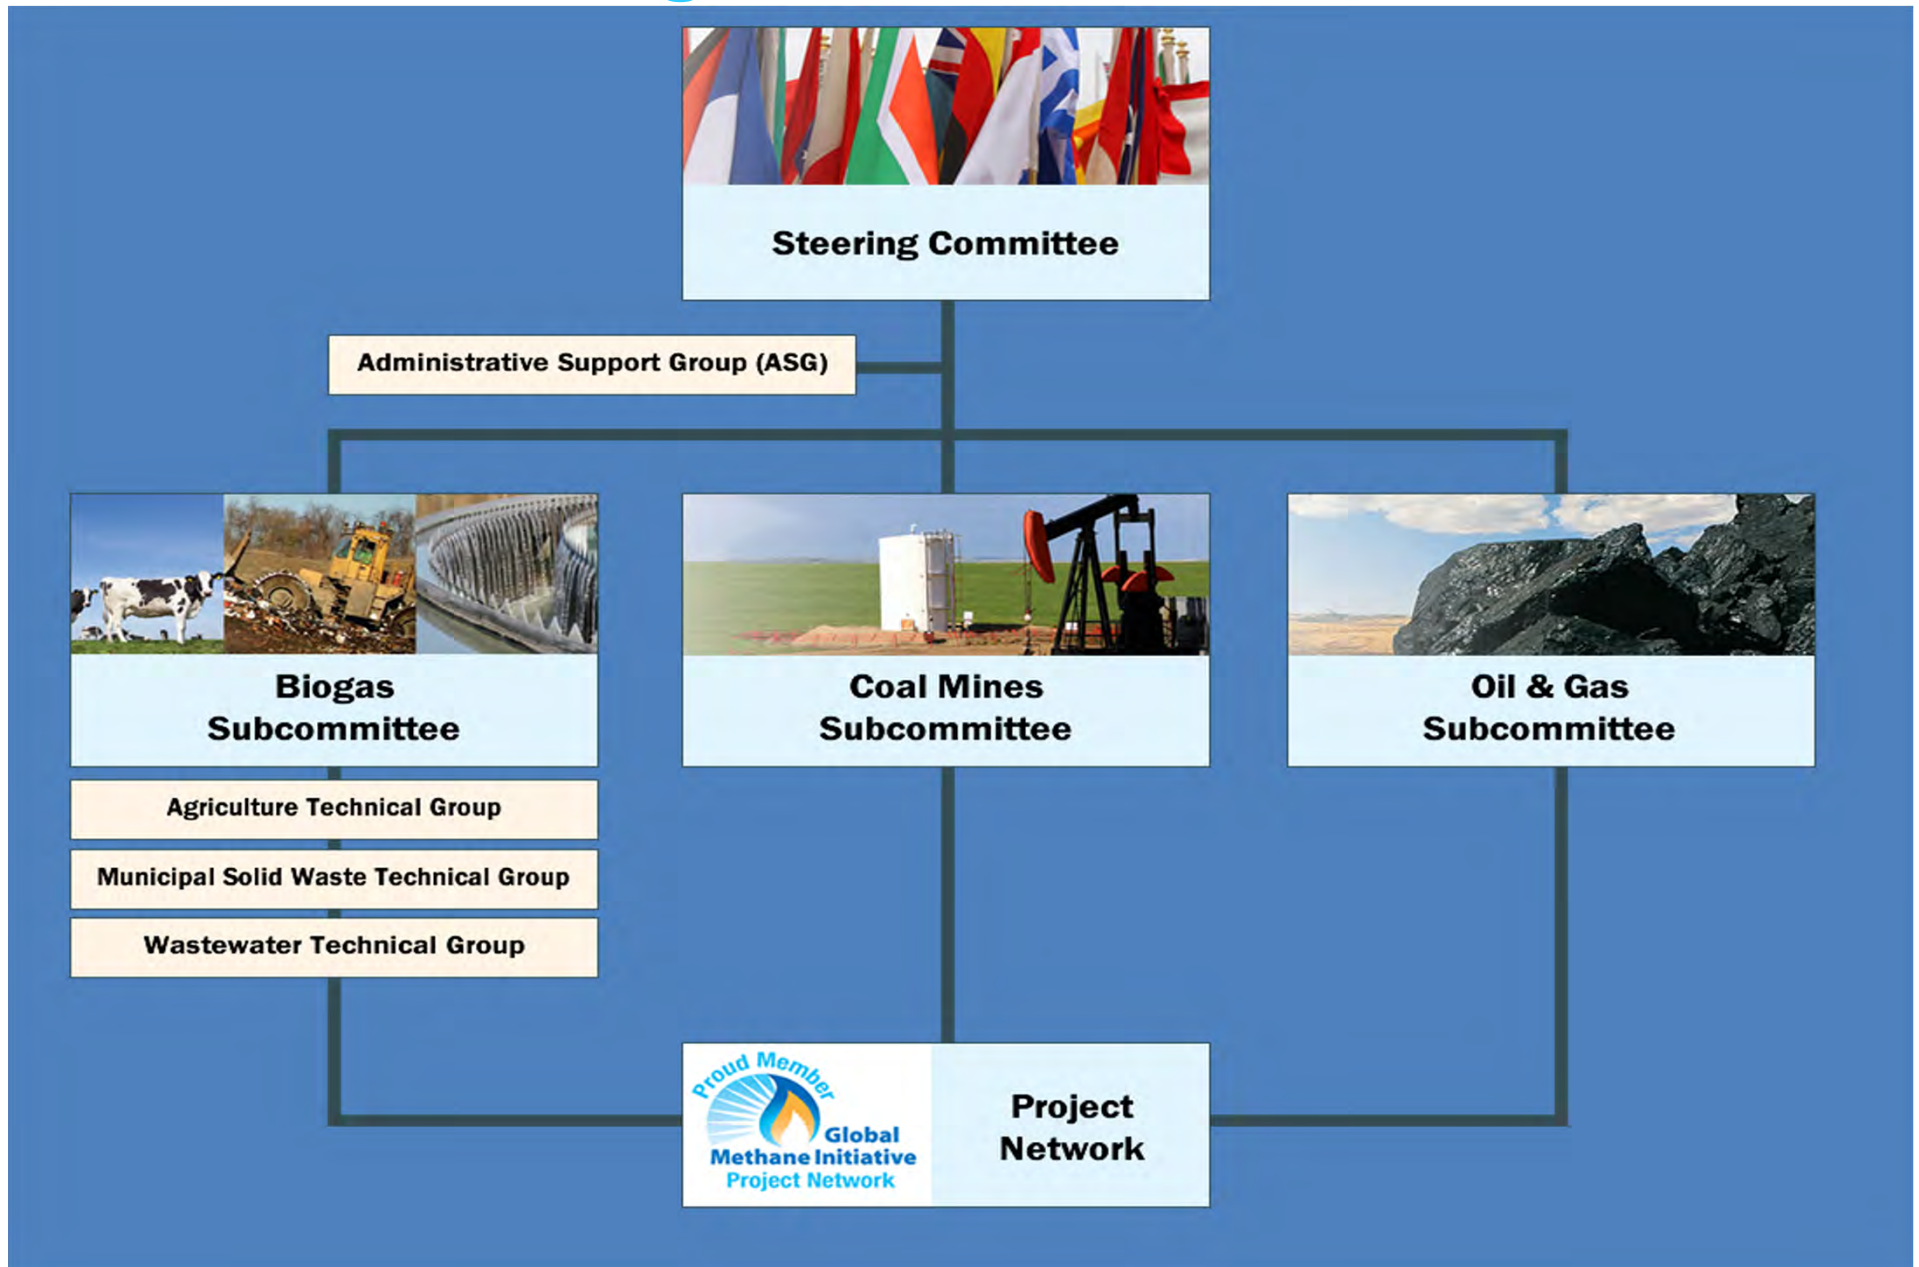 Steering Committee
Administrative Support Group (ASG)
Biogas
Subcommittee
Coal Mines
Subcommittee
Oil & Gas
Subcommittee
Agriculture Technical Group
Municipal Solid Waste Technical Group
Wastewater Technical Group
Proud Member
Global
Methane Initiative
Project Network
Project
Network